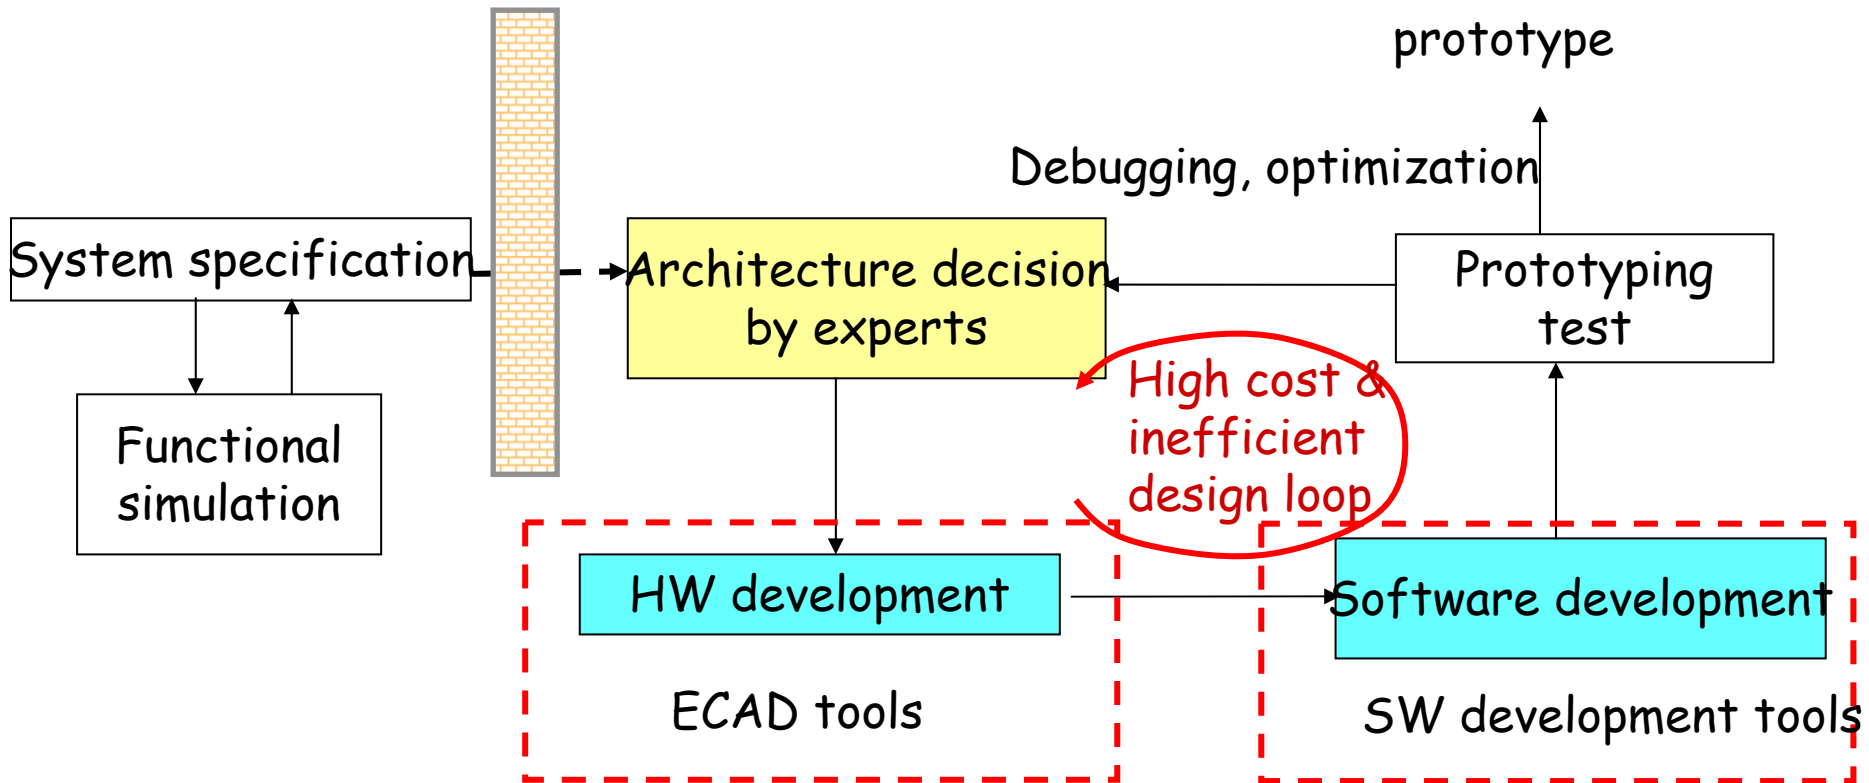 prototype
Debugging, optimization
System specification
Architecture decision
by experts
Prototyping
test
Functional
simulation
High cost &
inefficient
design loop
HW development
Software development
ECAD tools
SW development tools